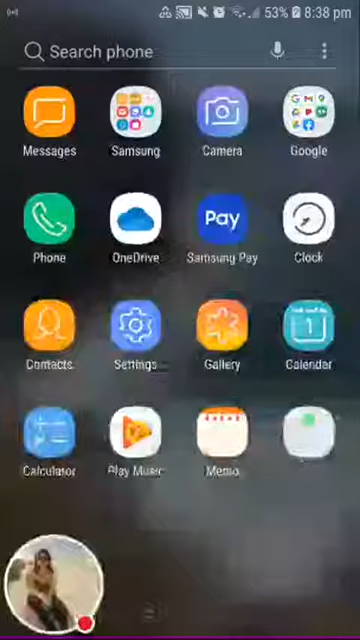 53% 8:38 pm
Search phone
Messages Samsung Camera Google
Pay
Phone OneDrive Samsung Pay Clock
1
Contacts Settings Gallery Calendar
Calculator Play Music Memo